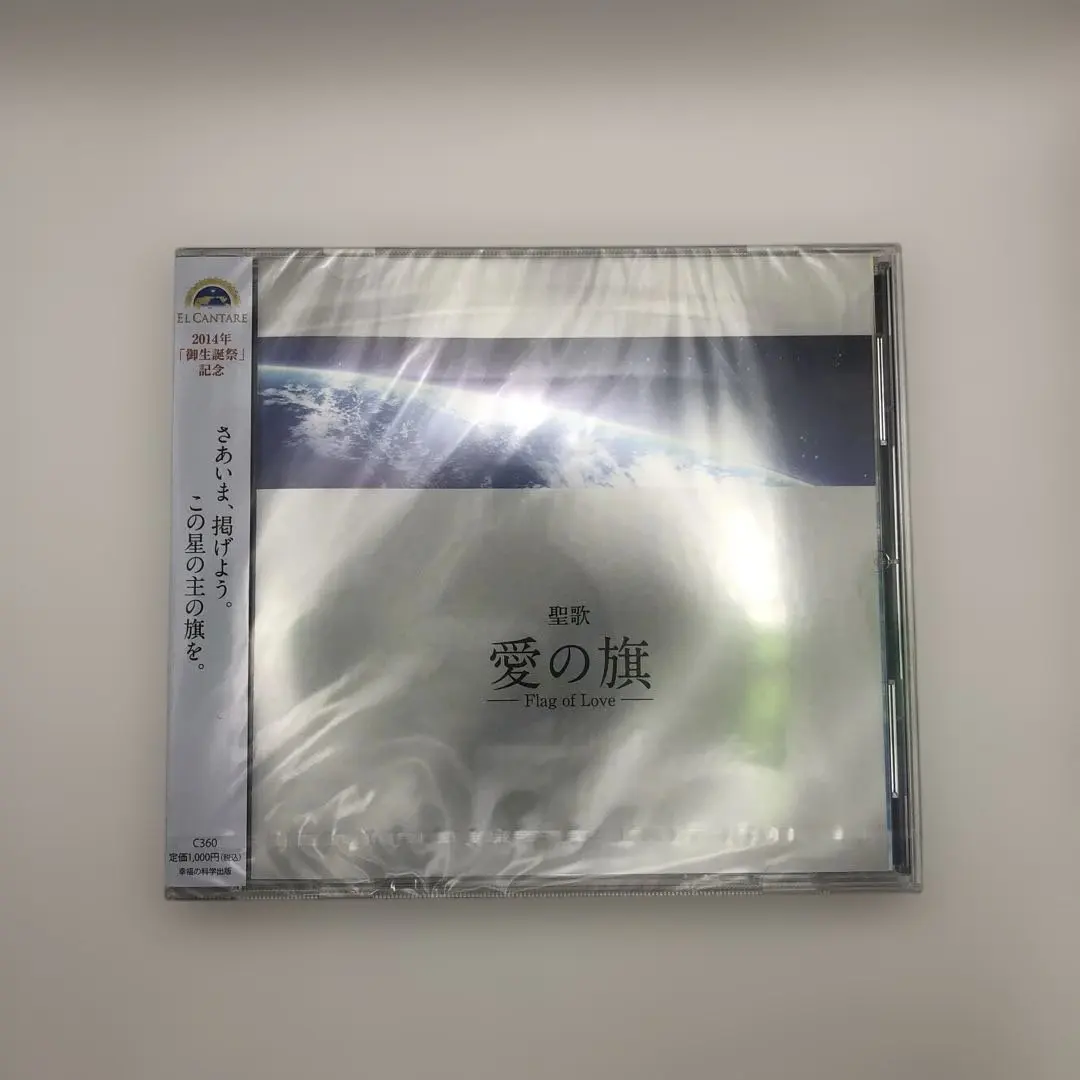 EL CANTARE
2014年
「御生誕祭」
記念
さあいま、掲げよう。
この星の主の旗を。
C360
定価1,000円(税込)
幸福の科学出版
聖歌
愛の旗
Flag of Love